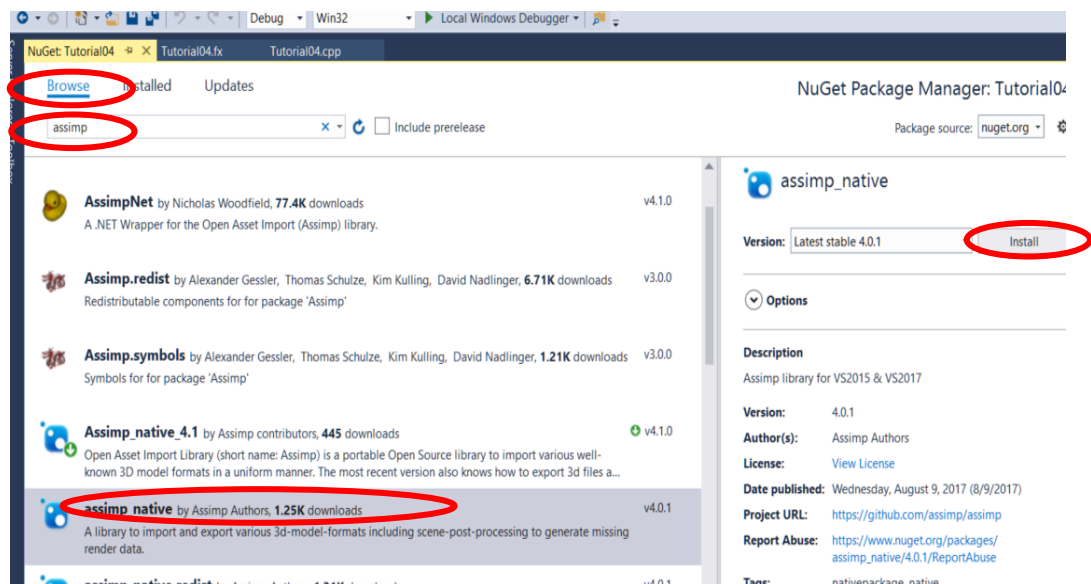 Debug Win32 Local Windows Debugger
NuGet: Tutorial04 Tutorial04.fx Tutorial04.cpp
Browse Installed Updates
NuGet Package Manager: Tutorial04
assimp Include prerelease
Package source: nuget.org
AssimpNet by Nicholas Woodfield, 77.4K downloads v4.1.0
A .NET Wrapper for the Open Asset Import (Assimp) library.
Assimp.redist by Alexander Gessler, Thomas Schulze, Kim Kulling, David Nadlinger, 6.71K downloads v3.0.0
Redistributable components for for package 'Assimp'
Assimp.symbols by Alexander Gessler, Thomas Schulze, Kim Kulling, David Nadlinger, 1.21K downloads v3.0.0
Symbols for for package 'Assimp'
Assimp_native_4.1 by Assimp contributors, 445 downloads v4.1.0
Open Asset Import Library (short name: Assimp) is a portable Open Source library to import various well-
known 3D model formats in a uniform manner. The most recent version also knows how to export 3d files a...
assimp_native by Assimp Authors, 1.25K downloads v4.0.1
A library to import and export various 3d-model-formats including scene-post-processing to generate missing
render data.
assimp_native
Version: Latest stable 4.0.1 Install
Options
Description
Assimp library for VS2015 & VS2017
Version: 4.0.1
Author(s): Assimp Authors
License: View License
Date published: Wednesday, August 9, 2017 (8/9/2017)
Project URL: https://github.com/assimp/assimp
Report Abuse: https://www.nuget.org/packages/
assimp_native/4.0.1/ReportAbuse
Tags: nativepackage, native